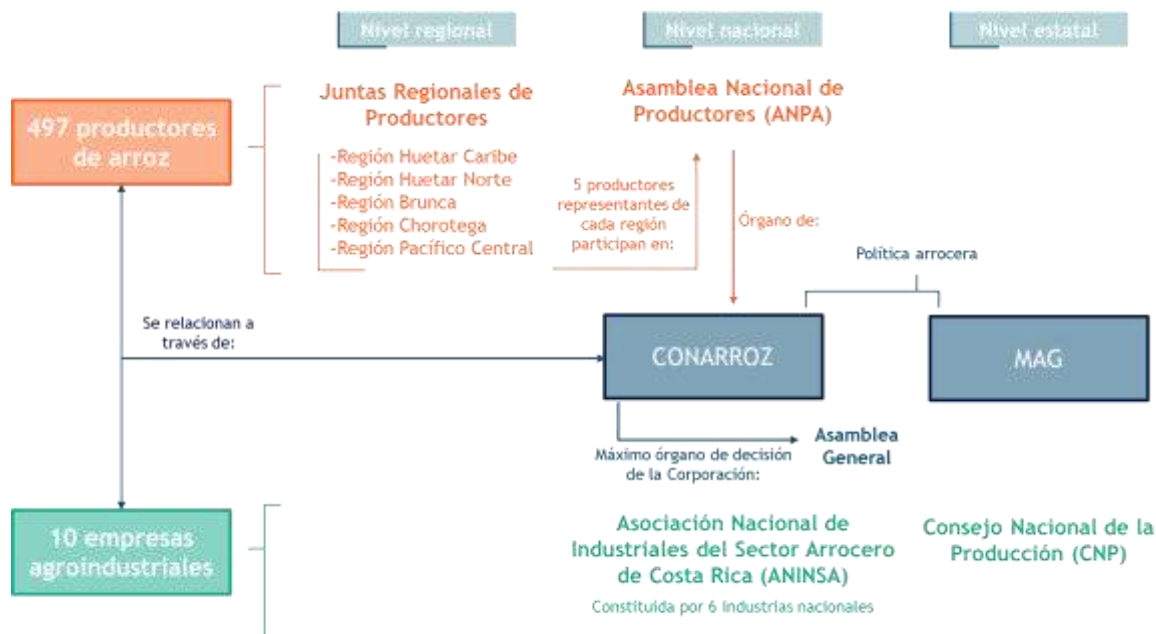 Nivel regional
Nivel nacional
Nivel estatal
497 productores
de arroz
Juntas Regionales de
Productores
-Región Huetar Caribe
-Región Huetar Norte
-Región Brunca
-Región Chorotega
-Región Pacífico Central
5 productores
representantes de
cada región
participan en:
Asamblea Nacional de
Productores (ANPA)
Órgano de:
Política arrocera
Se relacionan a
través de:
CONARROZ
MAG
Máximo órgano de decisión
de la Corporación:
Asamblea
General
10 empresas
agroindustriales
Asociación Nacional de
Industriales del Sector Arrocero
de Costa Rica (ANINSA)
Constituida por 6 industrias nacionales
Consejo Nacional de la
Producción (CNP)